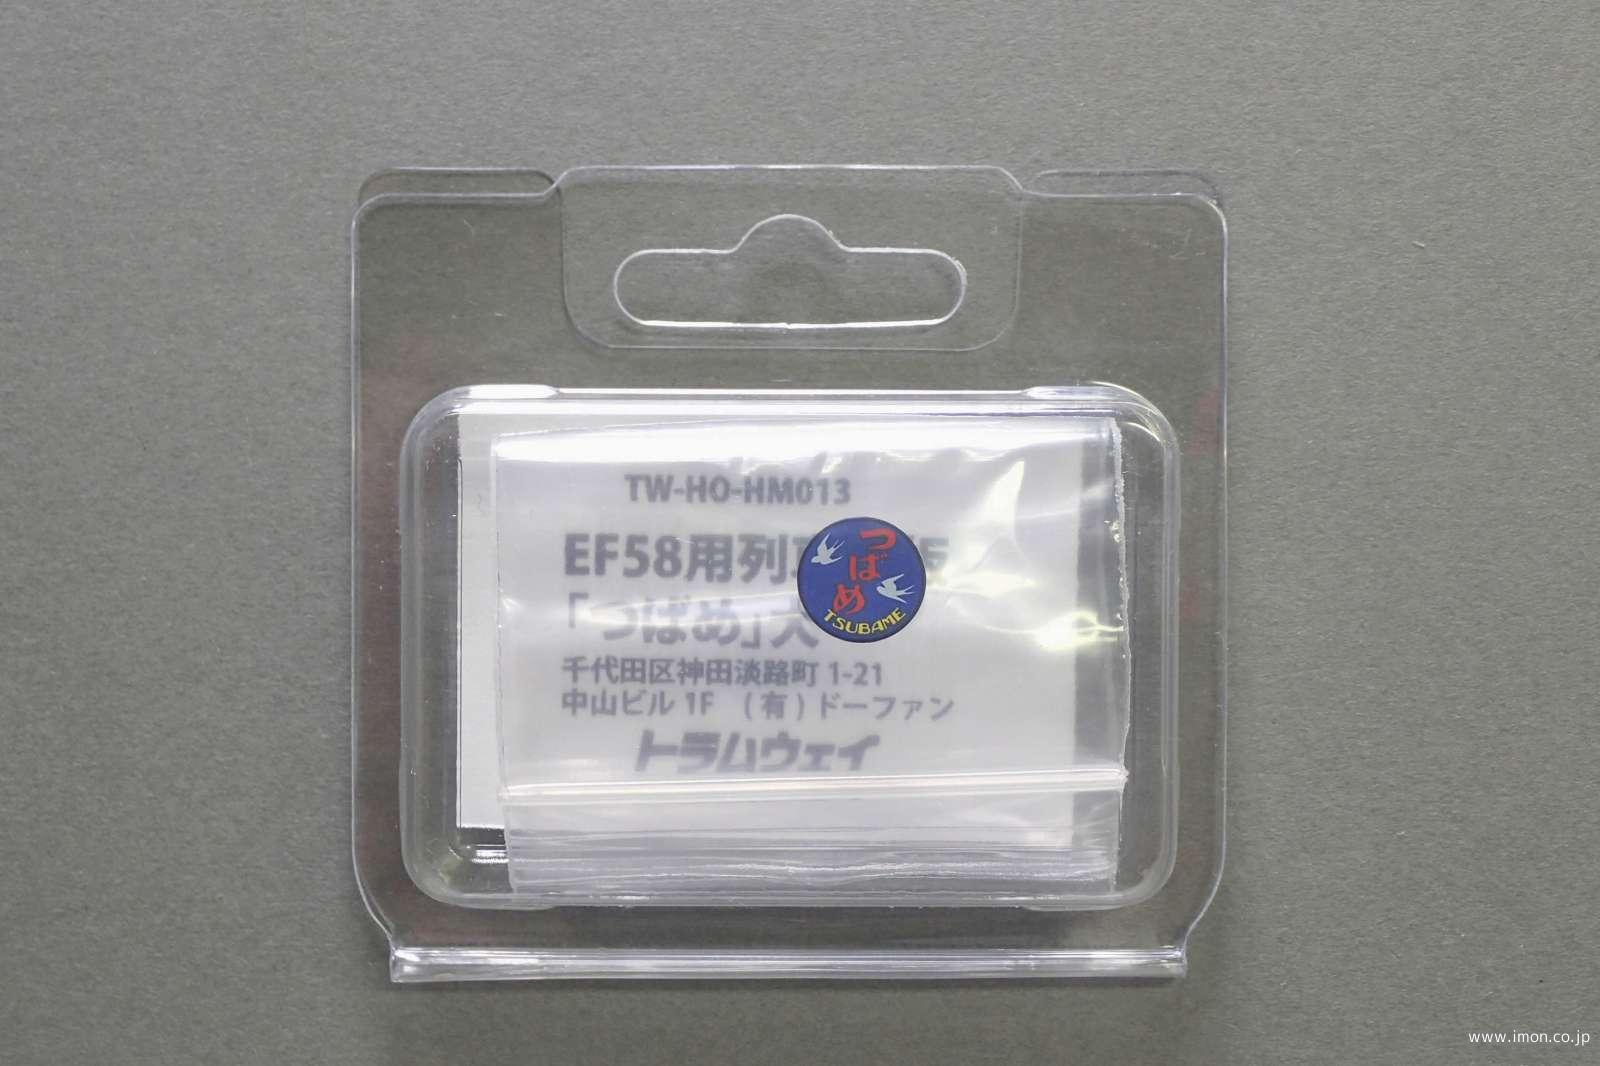 TW-HO-HM013
EF58用列
「つばめ」大
つばめ
TSUBAME
千代田区神田淡路町 1-21
中山ビル 1F (有)ドーファン
トラムウェイ
www.imon.co.jp